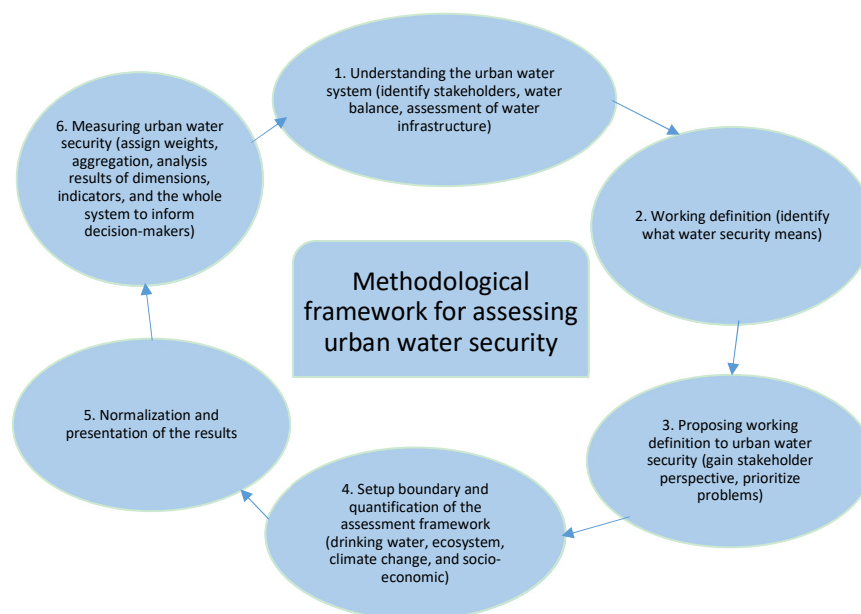 1. Understanding the urban water
system (identify stakeholders, water
balance, assessment of water
infrastructure)
2. Working definition (identify
what water security means)
3. Proposing working
definition to urban water
security (gain stakeholder
perspective, prioritize
problems)
4. Setup boundary and
quantification of the
assessment framework
(drinking water, ecosystem,
climate change, and socio-
economic)
5. Normalization and
presentation of the results
6. Measuring urban water
security (assign weights,
aggregation, analysis
results of dimensions,
indicators, and the whole
system to inform
decision-makers)
Methodological
framework for assessing
urban water security